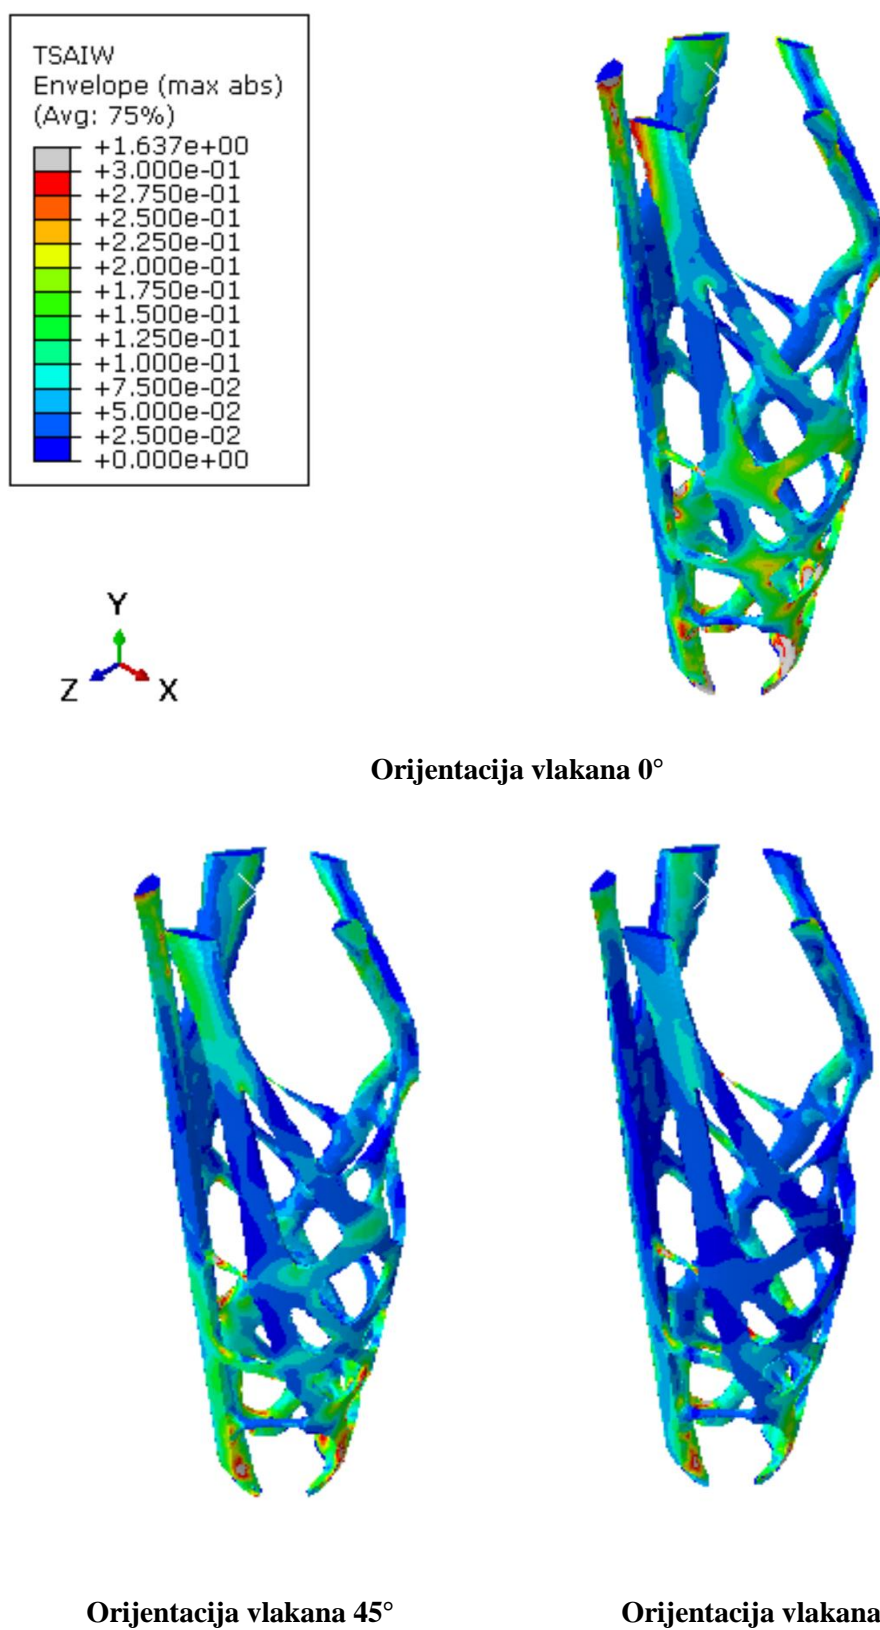 TSAIW
Envelope (max abs)
(Avg: 75%)
+1.637e+00
+3.000e-01
+2.750e-01
+2.500e-01
+2.250e-01
+2.000e-01
+1.750e-01
+1.500e-01
+1.250e-01
+1.000e-01
+7.500e-02
+5.000e-02
+2.500e-02
+0.000e+00
Y
Z
X
Orijentacija vlakana 0°
Orijentacija vlakana 45°
Orijentacija vlakana